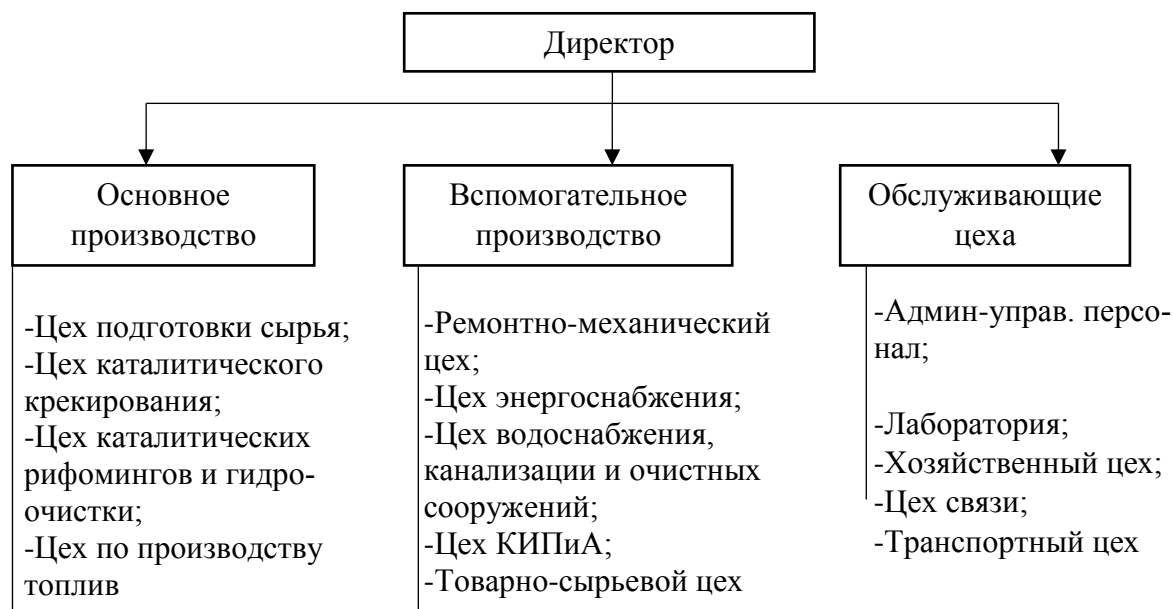 Директор
Основное
производство
Вспомогательное
производство
Обслуживающие
цеха
-Цех подготовки сырья;
-Цех каталитического
крекирования;
-Цех каталитических
рифомингов и гидро-
очистки;
-Цех по производству
топлив
-Ремонтно-механический
цех;
-Цех энергоснабжения;
-Цех водоснабжения,
канализации и очистных
сооружений;
-Цех КИПиА;
-Товарно-сырьевой цех
-Админ-управ. персо-
нал;
-Лаборатория;
-Хозяйственный цех;
-Цех связи;
-Транспортный цех